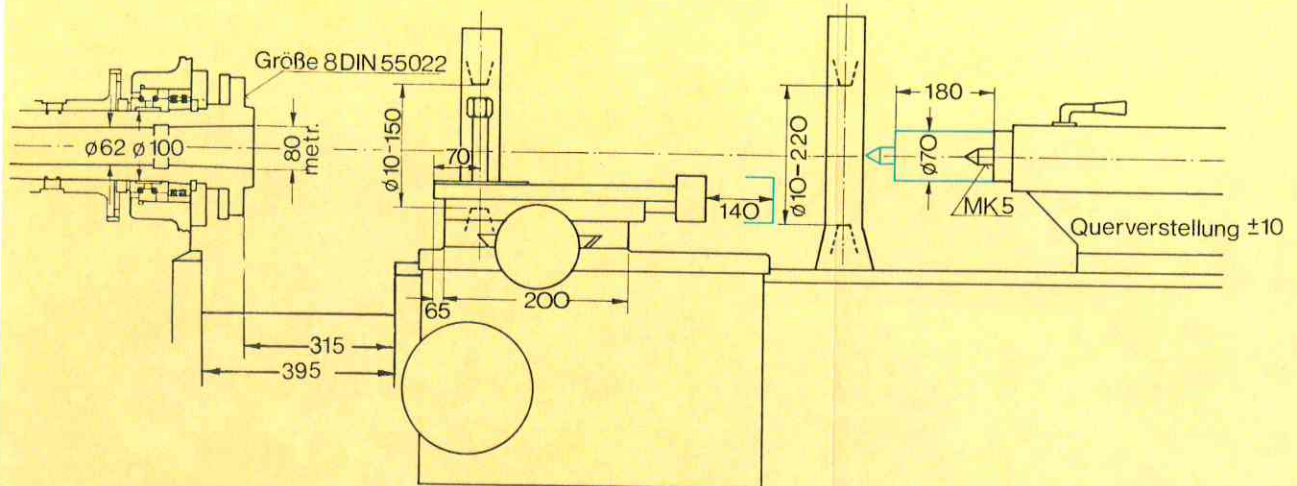 Größe 8 DIN 55022
ø62
ø100
80
metr.
ø10-150
70
140
ø10-220
180
ø70
MK5
Querverstellung ±10
65
200
315
395